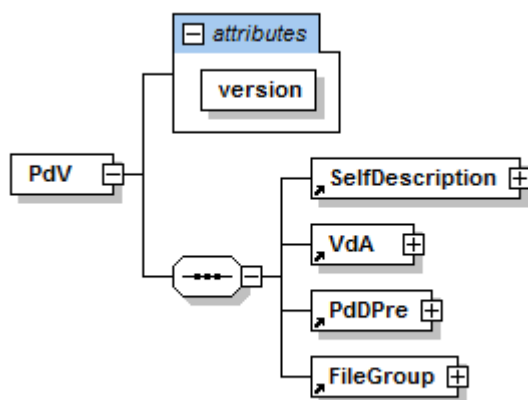 attributes
version
PdV
SelfDescription
VdA
PdDPre
FileGroup